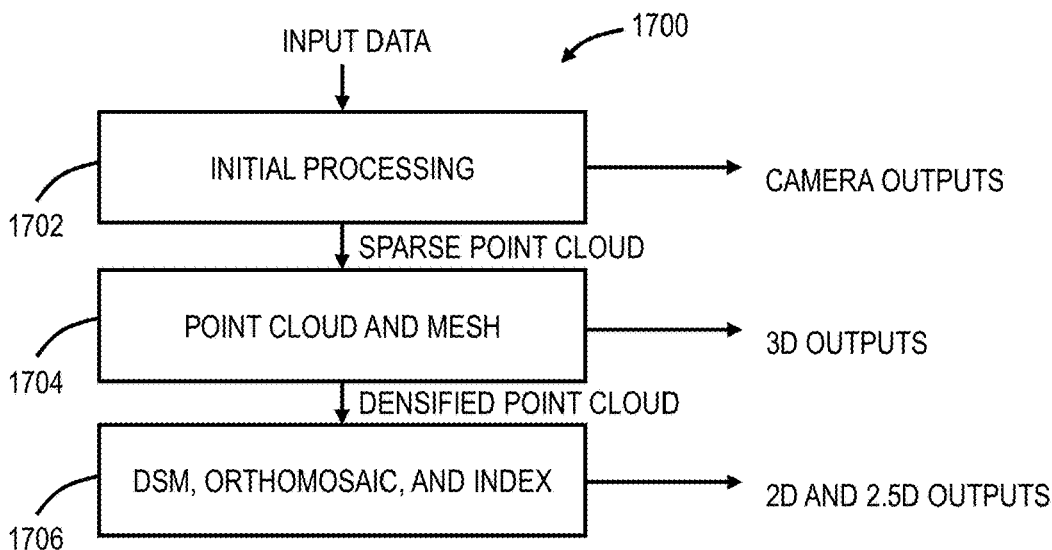 INPUT DATA
1700
INITIAL PROCESSING
CAMERA OUTPUTS
1702
SPARSE POINT CLOUD
POINT CLOUD AND MESH
3D OUTPUTS
1704
DENSIFIED POINT CLOUD
DSM, ORTHOMOSAIC, AND INDEX
2D AND 2.5D OUTPUTS
1706